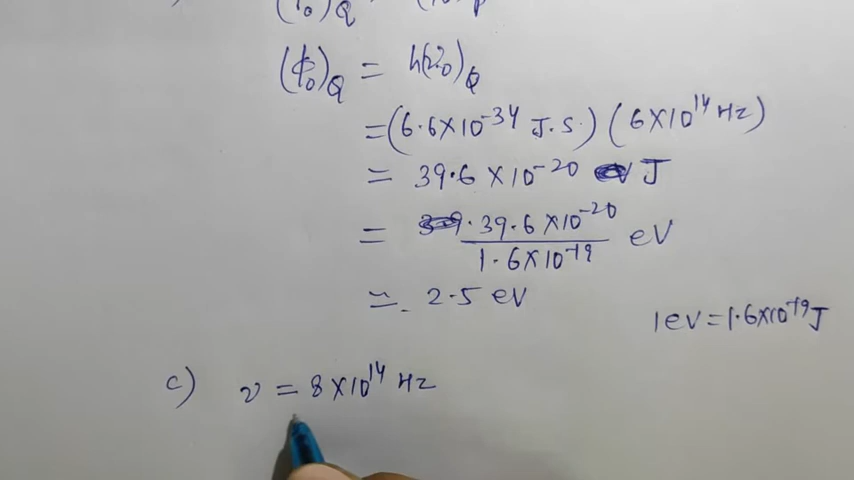 (ϕ₀)Q = h(ν₀)Q
=(6.6×10⁻³⁴ J.S.) (6×10¹⁴ Hz)
= 39.6 ×10⁻²⁰ J
= 39.6 ×10⁻²⁰ / 1.6×10⁻¹⁹ eV
≃ 2.5 eV
1eV=1.6×10⁻¹⁹J
c) ν = 8×10¹⁴ Hz